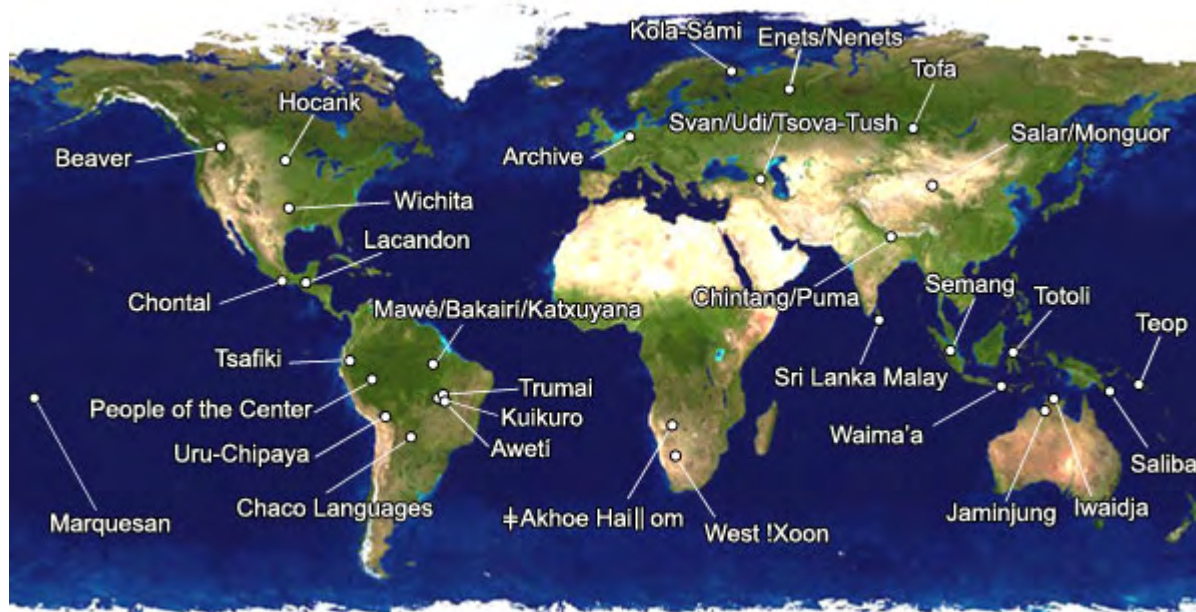 Kola-Sámi
Enets/Nenets
Tofa
Hocank
Svan/Udi/Tsova-Tush
Salar/Monguor
Beaver
Archive
Wichita
Lacandon
Chontal
Chintang/Puma
Semang
Totoli
Mawé/Bakairí/Katxuyana
Teop
Tsafiki
Sri Lanka Malay
Trumai
People of the Center
Kuikuro
Waima'a
Awetí
Uru-Chipaya
Saliba
Chaco Languages
Iwaidja
Jaminjung
ǂAkhoe Haiǁom
West !Xoon
Marquesan